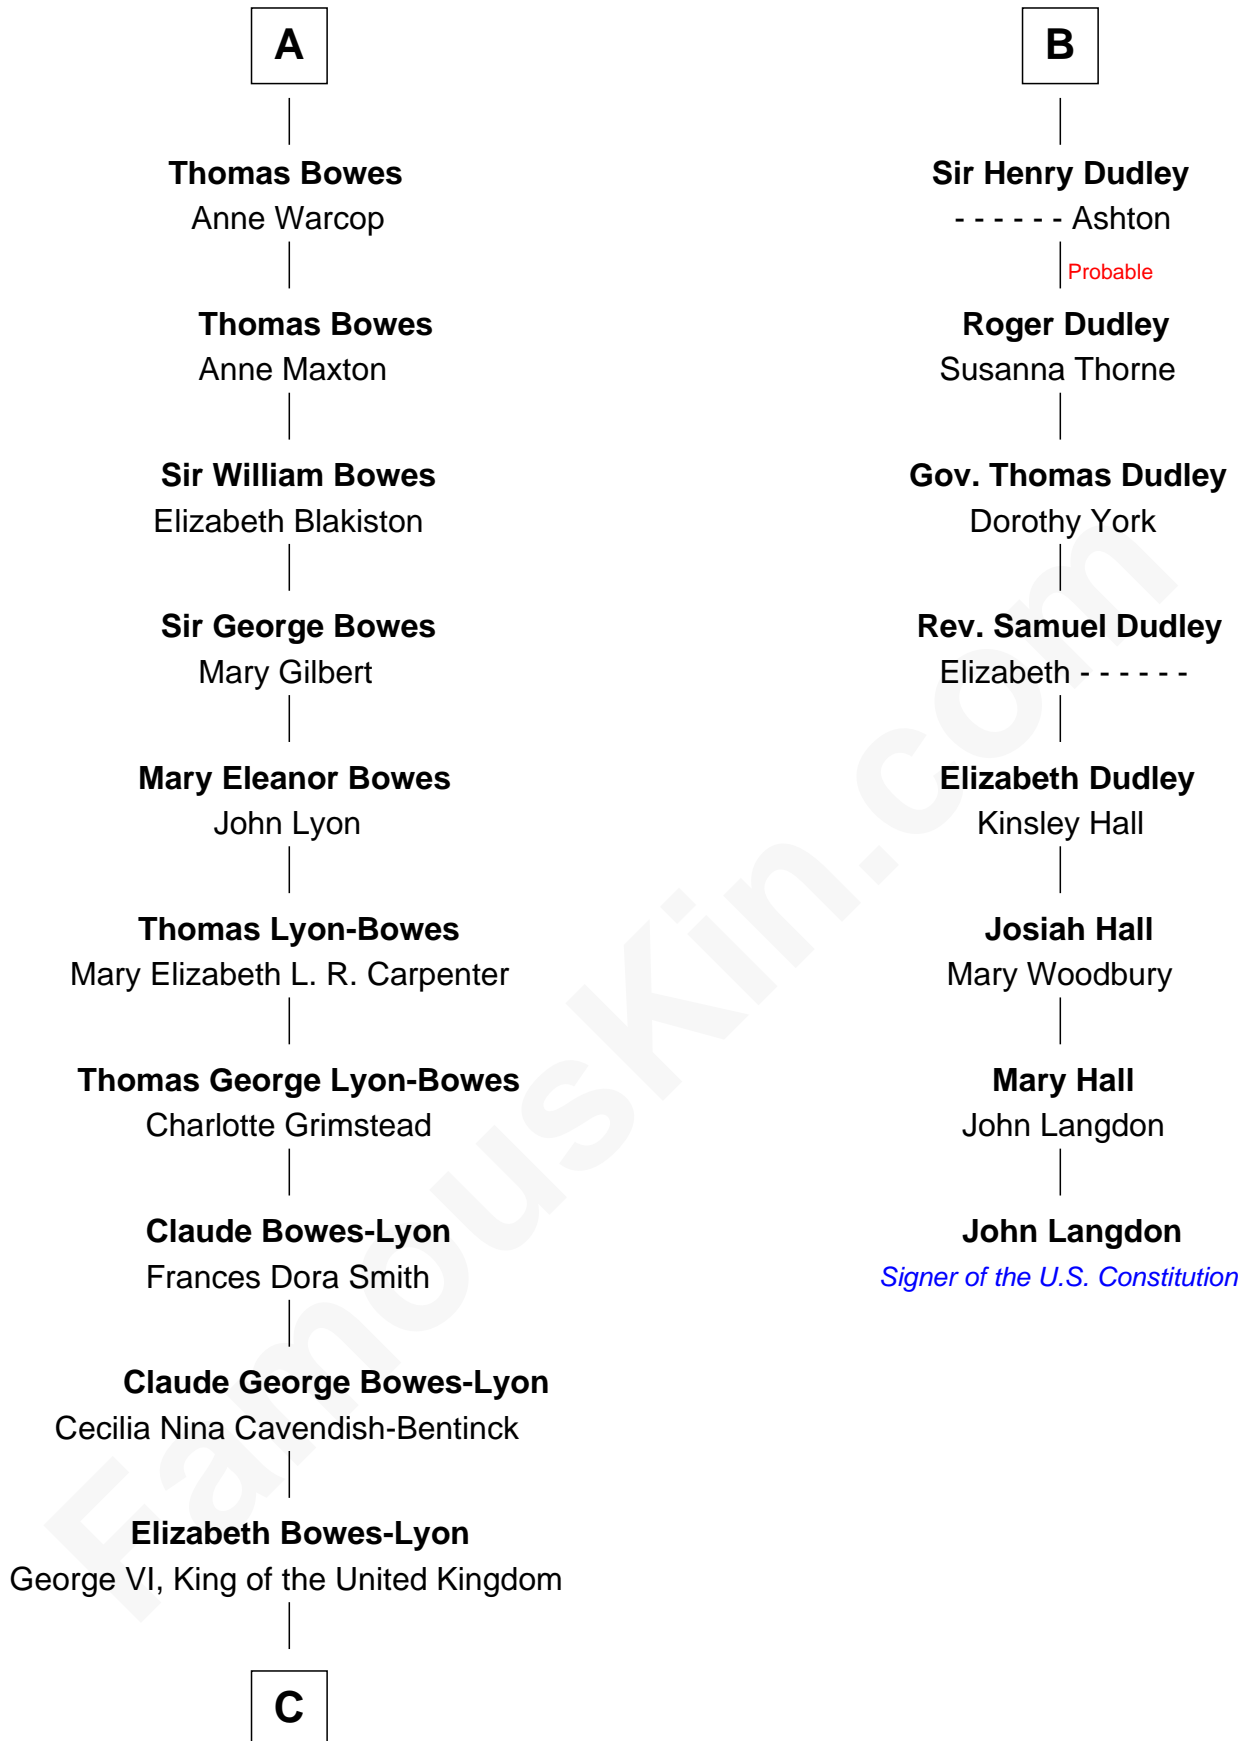 A
Thomas Bowes
Anne Warcop
Thomas Bowes
Anne Maxton
Sir William Bowes
Elizabeth Blakiston
Sir George Bowes
Mary Gilbert
Mary Eleanor Bowes
John Lyon
Thomas Lyon-Bowes
Mary Elizabeth L. R. Carpenter
Thomas George Lyon-Bowes
Charlotte Grimstead
Claude Bowes-Lyon
Frances Dora Smith
Claude George Bowes-Lyon
Cecilia Nina Cavendish-Bentinck
Elizabeth Bowes-Lyon
George VI, King of the United Kingdom
C
B
Sir Henry Dudley
- - - - - - Ashton
Probable
Roger Dudley
Susanna Thorne
Gov. Thomas Dudley
Dorothy York
Rev. Samuel Dudley
Elizabeth - - - - - -
Elizabeth Dudley
Kinsley Hall
Josiah Hall
Mary Woodbury
Mary Hall
John Langdon
John Langdon
Signer of the U.S. Constitution
FamousKin.com